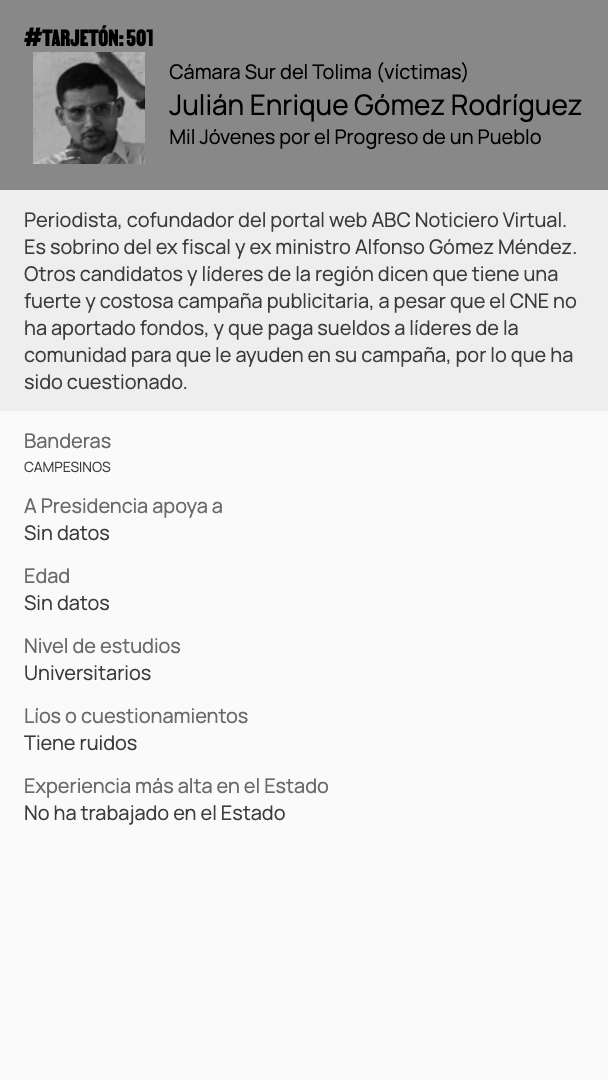 #TARJETÓN: 501
Cámara Sur del Tolima (víctimas)
Julián Enrique Gómez Rodríguez
Mil Jóvenes por el Progreso de un Pueblo
Periodista, cofundador del portal web ABC Noticiero Virtual.
Es sobrino del ex fiscal y ex ministro Alfonso Gómez Méndez.
Otros candidatos y líderes de la región dicen que tiene una
fuerte y costosa campaña publicitaria, a pesar que el CNE no
ha aportado fondos, y que paga sueldos a líderes de la
comunidad para que le ayuden en su campaña, por lo que ha
sido cuestionado.
Banderas
CAMPESINOS
A Presidencia apoya a
Sin datos
Edad
Sin datos
Nivel de estudios
Universitarios
Líos o cuestionamientos
Tiene ruidos
Experiencia más alta en el Estado
No ha trabajado en el Estado